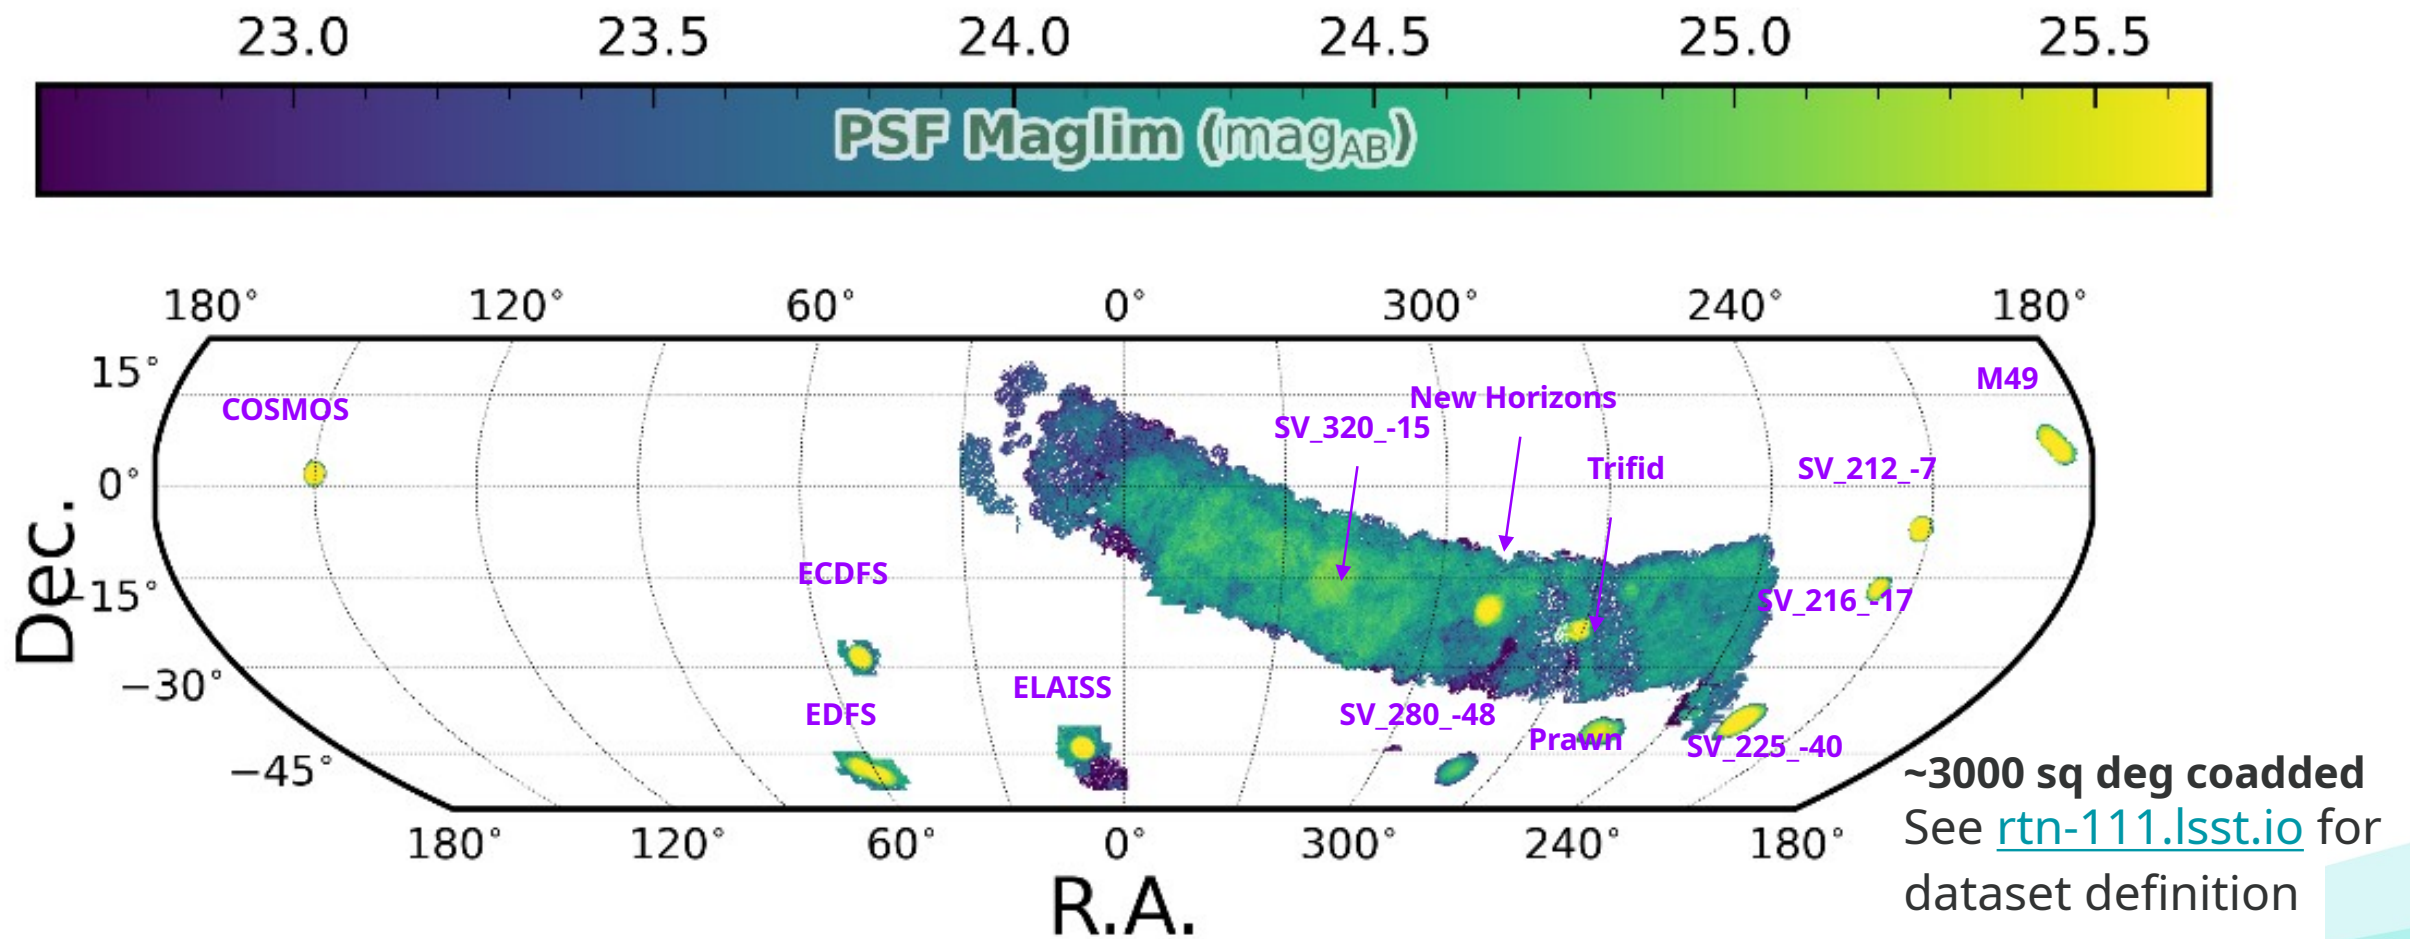 23.0 23.5 24.0 24.5 25.0 25.5
PSF Maglim (mag_AB)
180° 120° 60° 0° 300° 240° 180°
15°
0°
−15°
−30°
−45°
Dec.
COSMOS
M49
New Horizons
SV_320_-15
Trifid
SV_212_-7
ECDFS
SV_216_-17
ELAISS
EDFS
SV_280_-48
Prawn
SV_225_-40
180° 120° 60° 0° 300° 240° 180°
R.A.
~3000 sq deg coadded
See rtn-111.lsst.io for
dataset definition